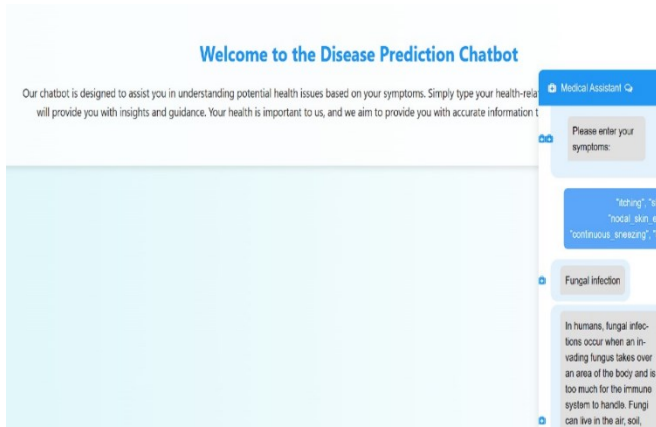 Welcome to the Disease Prediction Chatbot
Our chatbot is designed to assist you in understanding potential health issues based on your symptoms. Simply type your health-rela
will provide you with insights and guidance. Your health is important to us, and we aim to provide you with accurate information t
Medical Assistant
Please enter your
symptoms:
"itching", "s
"nodal_skin_e
"continuous_sneezing", "
Fungal infection
In humans, fungal infec-
tions occur when an in-
vading fungus takes over
an area of the body and is
too much for the immune
system to handle. Fungi
can live in the air, soil,